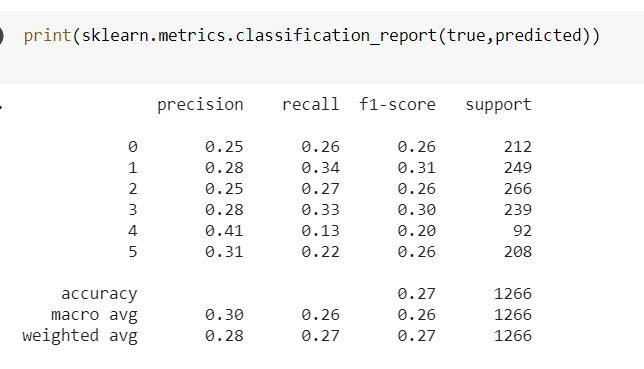 print(sklearn.metrics.classification_report(true,predicted))
precision recall f1-score support
0 0.25 0.26 0.26 212
1 0.28 0.34 0.31 249
2 0.25 0.27 0.26 266
3 0.28 0.33 0.30 239
4 0.41 0.13 0.20 92
5 0.31 0.22 0.26 208
accuracy 0.27 1266
macro avg 0.30 0.26 0.26 1266
weighted avg 0.28 0.27 0.27 1266